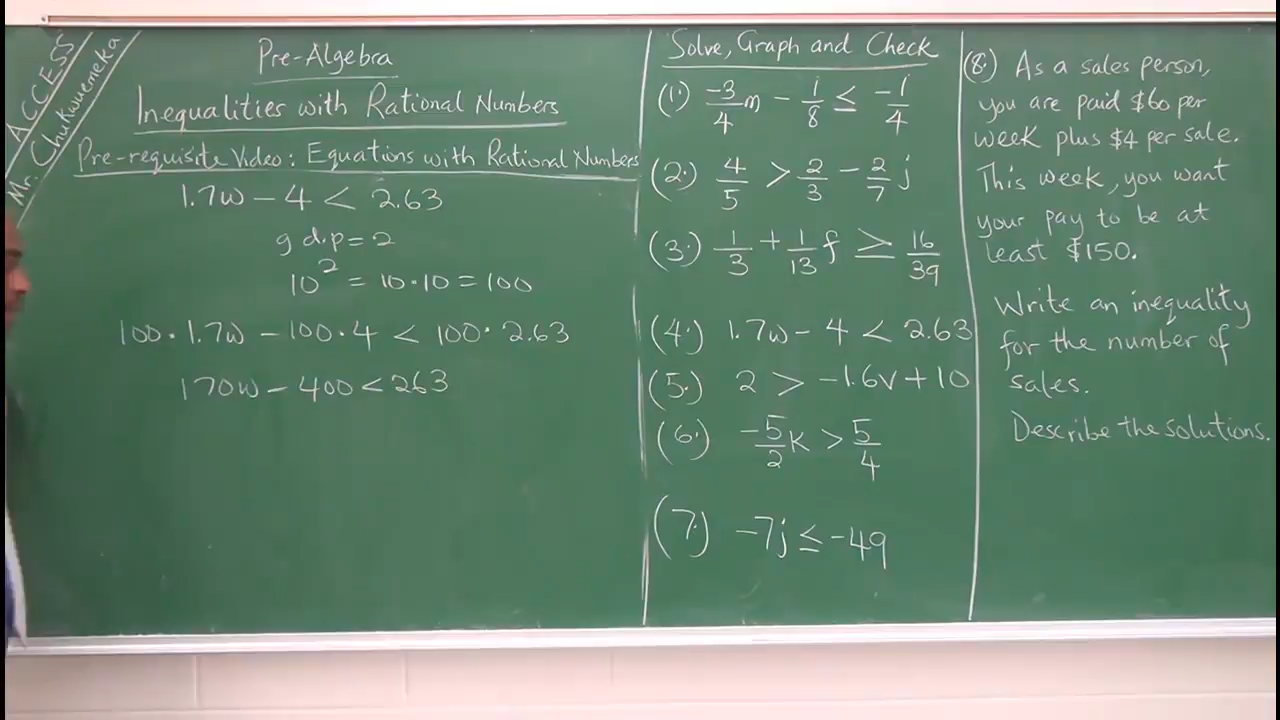 ACCESS
Mr. Chukwuemeka
Pre-Algebra
Inequalities with Rational Numbers
Pre-requisite Video: Equations with Rational Numbers
1.7w - 4 < 2.63
g d.p = 2
10² = 10·10 = 100
100 · 1.7w - 100·4 < 100 · 2.63
170w - 400 < 263
Solve, Graph and Check
(1.) -3/4 m - 1/8 ≤ -1/4
(2.) 4/5 > 2/3 - 2/7 j
(3.) 1/3 + 1/13 f ≥ 16/39
(4.) 1.7w - 4 < 2.63
(5.) 2 > -1.6v + 10
(6.) -5/2 k > 5/4
(7.) -7j ≤ -49
(8.) As a sales person,
you are paid $60 per
week plus $4 per sale.
This week, you want
your pay to be at
least $150.
Write an inequality
for the number of
sales.
Describe the solutions.